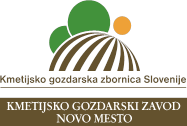 Kmetijsko gozdarska zbornica Slovenije
KMETIJSKO GOZDARSKI ZAVOD
NOVO MESTO